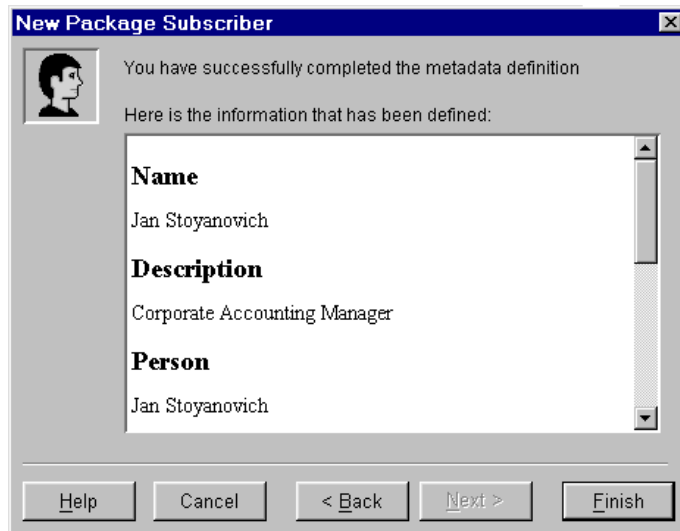 New Package Subscriber
You have successfully completed the metadata definition
Here is the information that has been defined:
Name
Jan Stoyanovich
Description
Corporate Accounting Manager
Person
Jan Stoyanovich
Help
Cancel
< Back
Next >
Finish